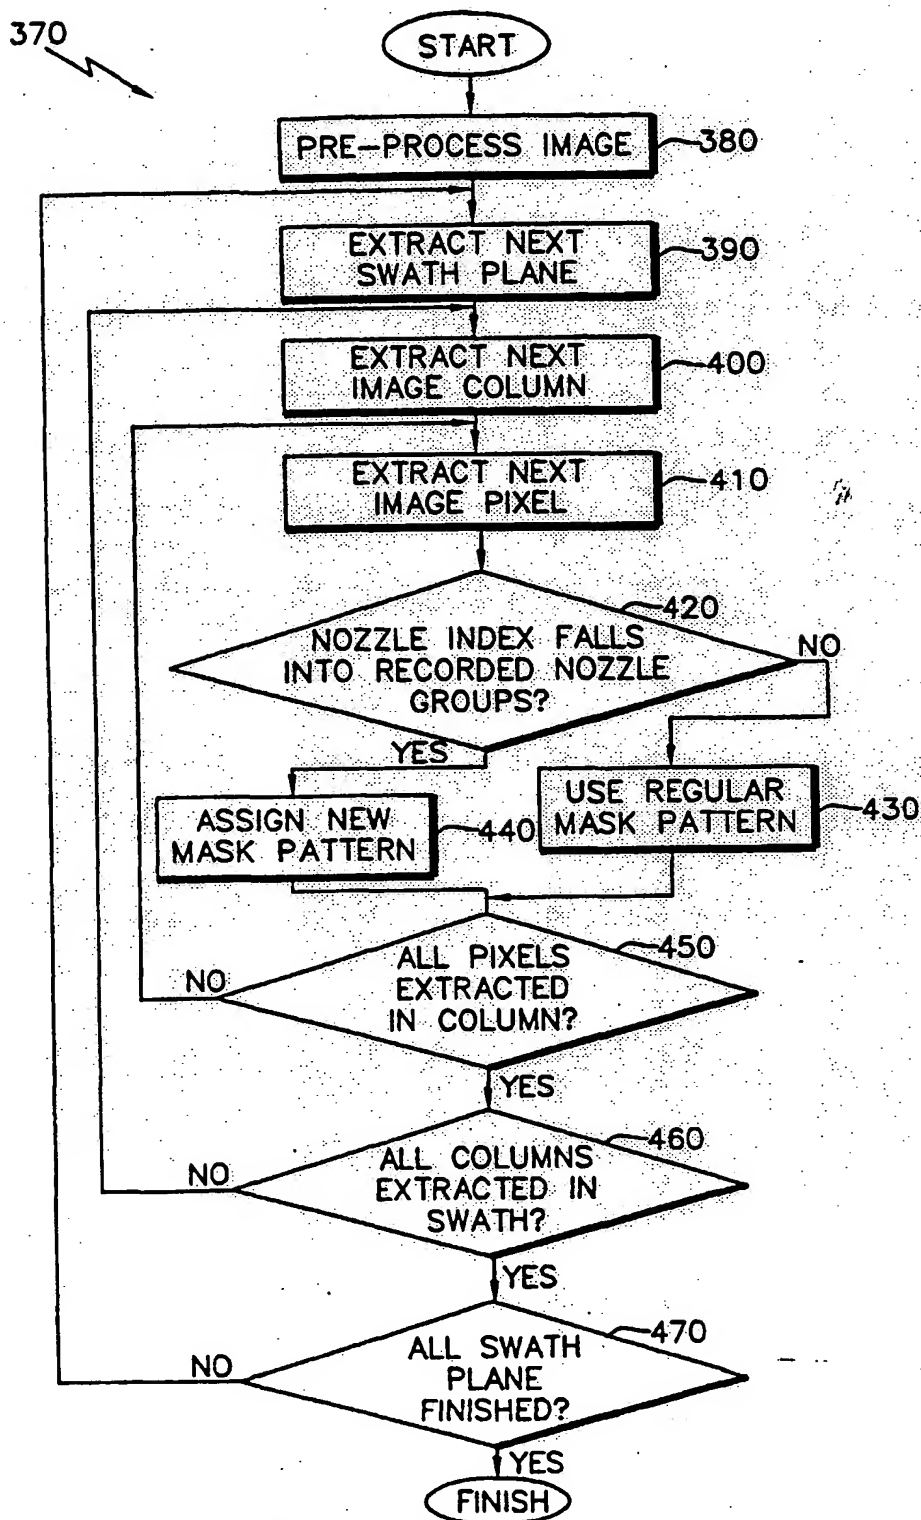 370
START
PRE-PROCESS IMAGE
380
EXTRACT NEXT
SWATH PLANE
390
EXTRACT NEXT
IMAGE COLUMN
400
EXTRACT NEXT
IMAGE PIXEL
410
420
NOZZLE INDEX FALLS
INTO RECORDED NOZZLE
GROUPS?
NO
YES
ASSIGN NEW
MASK PATTERN
440
USE REGULAR
MASK PATTERN
430
450
ALL PIXELS
EXTRACTED
IN COLUMN?
NO
YES
460
ALL COLUMNS
EXTRACTED IN
SWATH?
NO
YES
470
ALL SWATH
PLANE
FINISHED?
NO
YES
FINISH